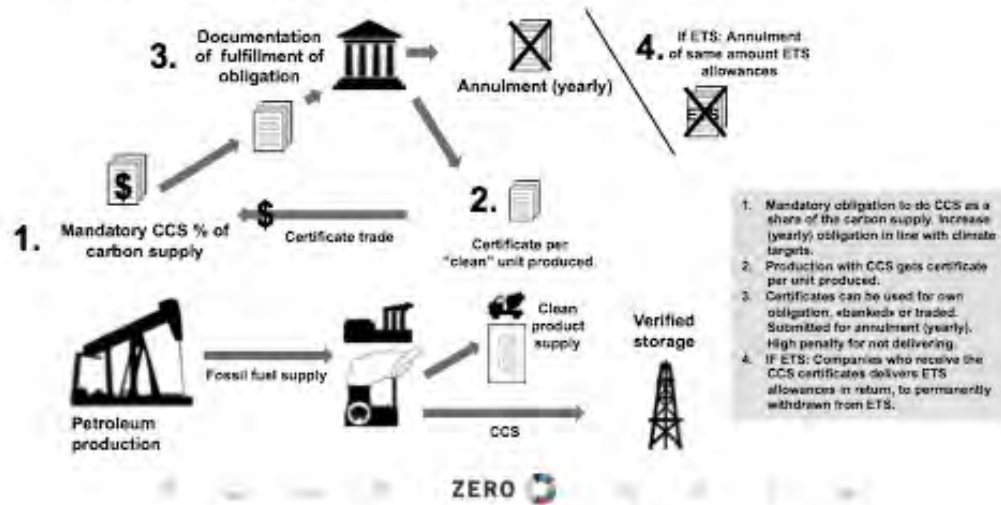 3.
Documentation
of fulfillment of
obligation
Annulment (yearly)
4.
If ETS: Annulment
of same amount ETS
allowances
ETS
$
1.
Mandatory CCS % of
carbon supply
$
Certificate trade
2.
Certificate per
"clean" unit produced.
Petroleum
production
Fossil fuel supply
Clean
product
supply
CCS
Verified
storage
1. Mandatory obligation to do CCS as a
share of the carbon supply. Increase
(yearly) obligation in line with climate
targets.
2. Production with CCS gets certificate
per unit produced.
3. Certificates can be used for own
obligation, «banked» or traded.
Submitted for annulment (yearly).
High penalty for not delivering.
4. IF ETS: Companies who receive the
CCS certificates delivers ETS
allowances in return, to permanently
withdrawn from ETS.
ZERO